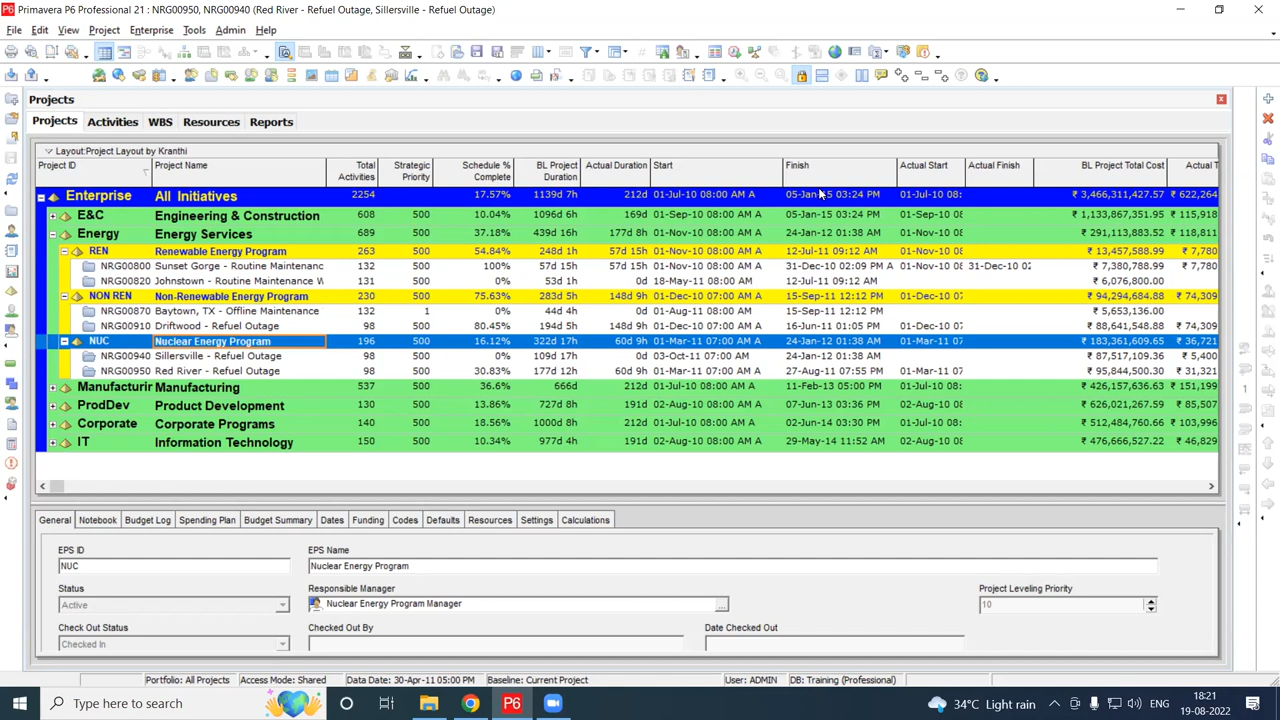 Primavera P6 Professional 21 : NRG00950, NRG00940 (Red River - Refuel Outage, Sillersville - Refuel Outage)
File Edit View Project Enterprise Tools Admin Help
Projects
Projects Activities WBS Resources Reports
Layout:Project Layout by Kranthi
Project ID Project Name Total Activities Strategic Priority Schedule % Complete BL Project Duration Actual Duration Start Finish Actual Start Actual Finish BL Project Total Cost Actual T
Enterprise All Initiatives 2254 17.57% 1139d 7h 212d 01-Jul-10 08:00 AM A 05-Jan-15 03:24 PM 01-Jul-10 08: ₹ 3,466,311,427.57 ₹ 622,264
E&C Engineering & Construction 608 500 10.04% 1096d 6h 169d 01-Sep-10 08:00 AM A 05-Jan-15 03:24 PM 01-Sep-10 08 ₹ 1,133,867,351.95 ₹ 115,918
Energy Energy Services 689 500 37.18% 439d 16h 177d 8h 01-Nov-10 08:00 AM A 24-Jan-12 01:38 AM 01-Nov-10 08 ₹ 291,113,883.52 ₹ 118,811
REN Renewable Energy Program 263 500 54.84% 248d 1h 57d 15h 01-Nov-10 08:00 AM A 12-Jul-11 09:12 AM 01-Nov-10 08 ₹ 13,457,588.99 ₹ 7,780
NRG00800 Sunset Gorge - Routine Maintenanc 132 500 100% 57d 15h 57d 15h 01-Nov-10 08:00 AM A 31-Dec-10 02:09 PM A 01-Nov-10 08 31-Dec-10 02: ₹ 7,380,788.99 ₹ 7,780
NRG00820 Johnstown - Routine Maintenance W 131 500 0% 53d 1h 0d 18-May-11 08:00 AM 12-Jul-11 09:12 AM ₹ 6,076,800.00
NON REN Non-Renewable Energy Program 230 500 75.63% 283d 5h 148d 9h 01-Dec-10 07:00 AM A 15-Sep-11 12:12 PM 01-Dec-10 07 ₹ 94,294,684.88 ₹ 74,309
NRG00870 Baytown, TX - Offline Maintenance 132 1 0% 44d 4h 0d 01-Aug-11 08:00 AM 15-Sep-11 12:12 PM ₹ 5,653,136.00
NRG00910 Driftwood - Refuel Outage 98 500 80.45% 194d 5h 148d 9h 01-Dec-10 07:00 AM A 16-Jun-11 01:05 PM 01-Dec-10 07 ₹ 88,641,548.88 ₹ 74,309
NUC Nuclear Energy Program 196 500 16.12% 322d 17h 60d 9h 01-Mar-11 07:00 AM A 24-Jan-12 01:38 AM 01-Mar-11 07 ₹ 183,361,609.65 ₹ 36,721
NRG00940 Sillersville - Refuel Outage 98 500 0% 109d 17h 0d 03-Oct-11 07:00 AM 24-Jan-12 01:38 AM ₹ 87,517,109.36 ₹ 5,400
NRG00950 Red River - Refuel Outage 98 500 30.83% 177d 12h 60d 9h 01-Mar-11 07:00 AM A 27-Aug-11 07:55 PM 01-Mar-11 07 ₹ 95,844,500.30 ₹ 31,321
Manufacturin Manufacturing 537 500 36.6% 666d 212d 01-Jul-10 08:00 AM A 11-Feb-13 05:00 PM 01-Jul-10 08: ₹ 426,157,636.63 ₹ 151,199
ProdDev Product Development 130 500 13.86% 727d 8h 191d 02-Aug-10 08:00 AM A 07-Jun-13 03:36 PM 02-Aug-10 08 ₹ 626,021,267.59 ₹ 85,507
Corporate Corporate Programs 140 500 18.56% 1000d 8h 212d 01-Jul-10 08:00 AM A 02-Jun-14 03:30 PM 01-Jul-10 08: ₹ 512,484,760.66 ₹ 103,996
IT Information Technology 150 500 10.34% 977d 4h 191d 02-Aug-10 08:00 AM A 29-May-14 11:52 AM 02-Aug-10 08 ₹ 476,666,527.22 ₹ 46,829
General Notebook Budget Log Spending Plan Budget Summary Dates Funding Codes Defaults Resources Settings Calculations
EPS ID EPS Name
NUC Nuclear Energy Program
Status Responsible Manager Project Leveling Priority
Active Nuclear Energy Program Manager ... 10
Check Out Status Checked Out By Date Checked Out
Checked In
Portfolio: All Projects Access Mode: Shared Data Date: 30-Apr-11 05:00 PM Baseline: Current Project User: ADMIN DB: Training (Professional)
Type here to search P6 34°C Light rain ENG 18:21
19-08-2022